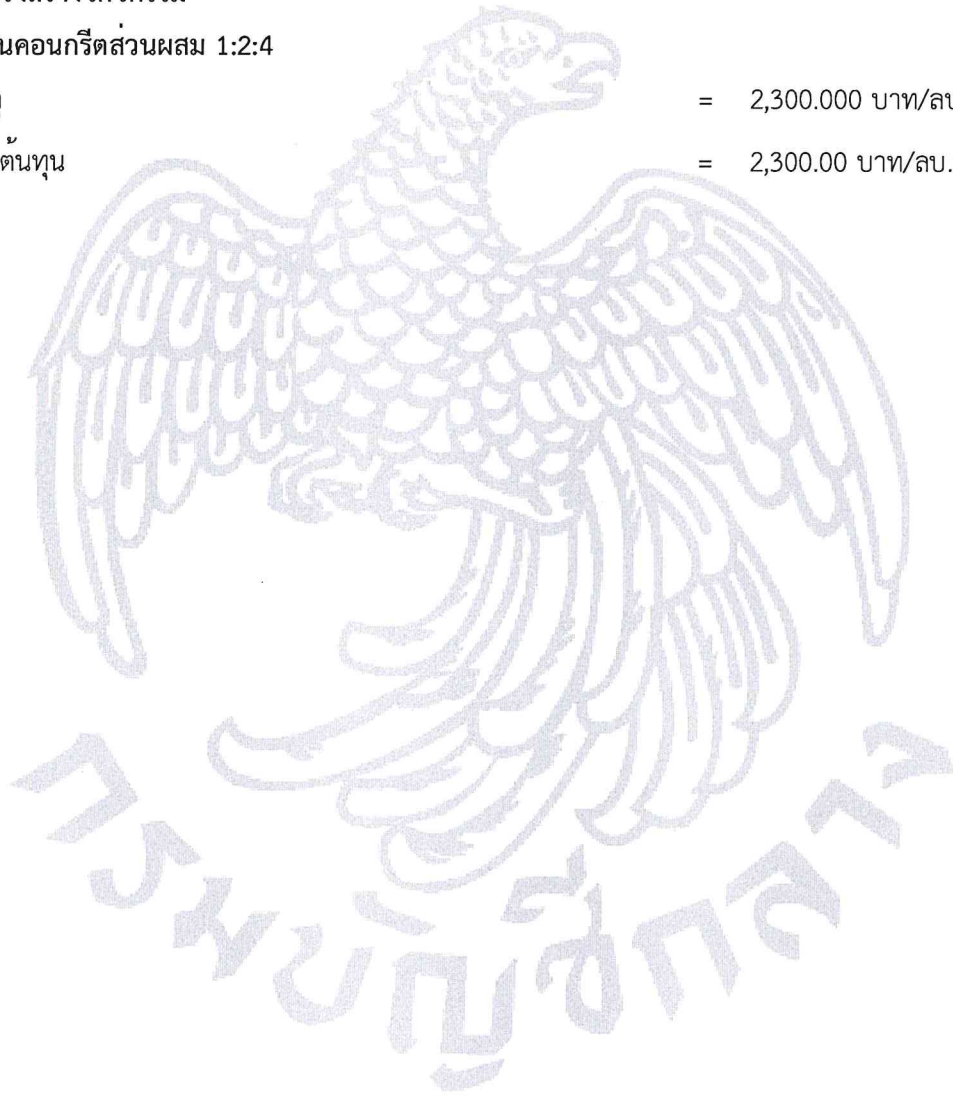 นคอนกรีตส่วนผสม 1:2:4
= 2,300.000 บาท/ลบ
ต้นทุน = 2,300.00 บาท/ลบ.
กรมบัญชีกลาง